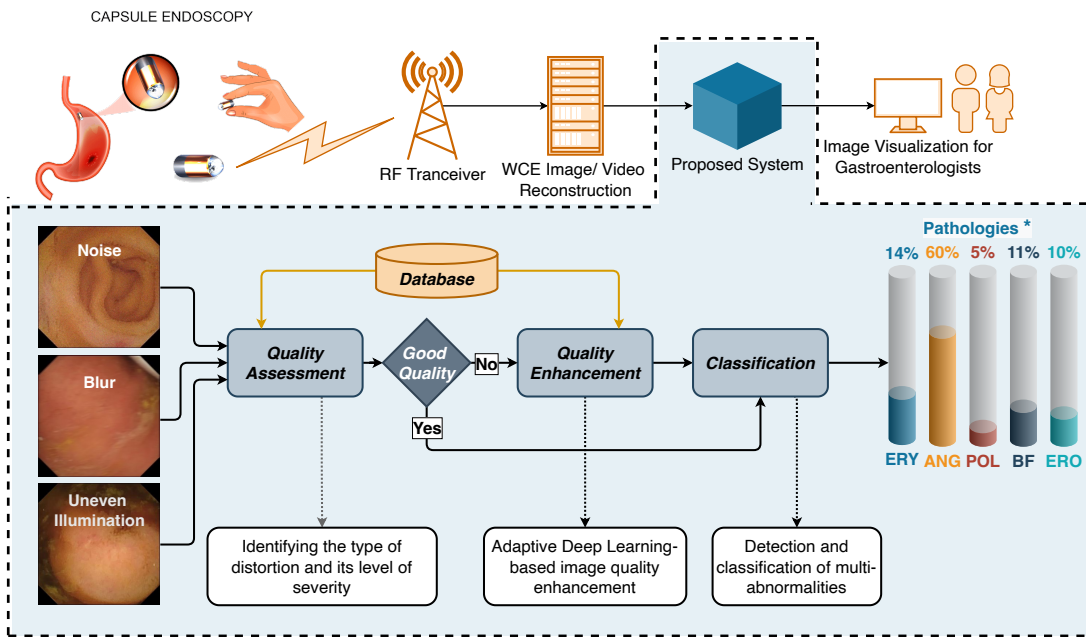 CAPSULE ENDOSCOPY
RF Tranceiver
WCE Image/ Video
Reconstruction
Proposed System
Image Visualization for
Gastroenterologists
Noise
Blur
Uneven
Illumination
Database
Quality
Assessment
Good
Quality
No
Yes
Quality
Enhancement
Classification
Pathologies *
14% 60% 5% 11% 10%
ERY ANG POL BF ERO
Identifying the type of
distortion and its level of
severity
Adaptive Deep Learning-
based image quality
enhancement
Detection and
classification of multi-
abnormalities